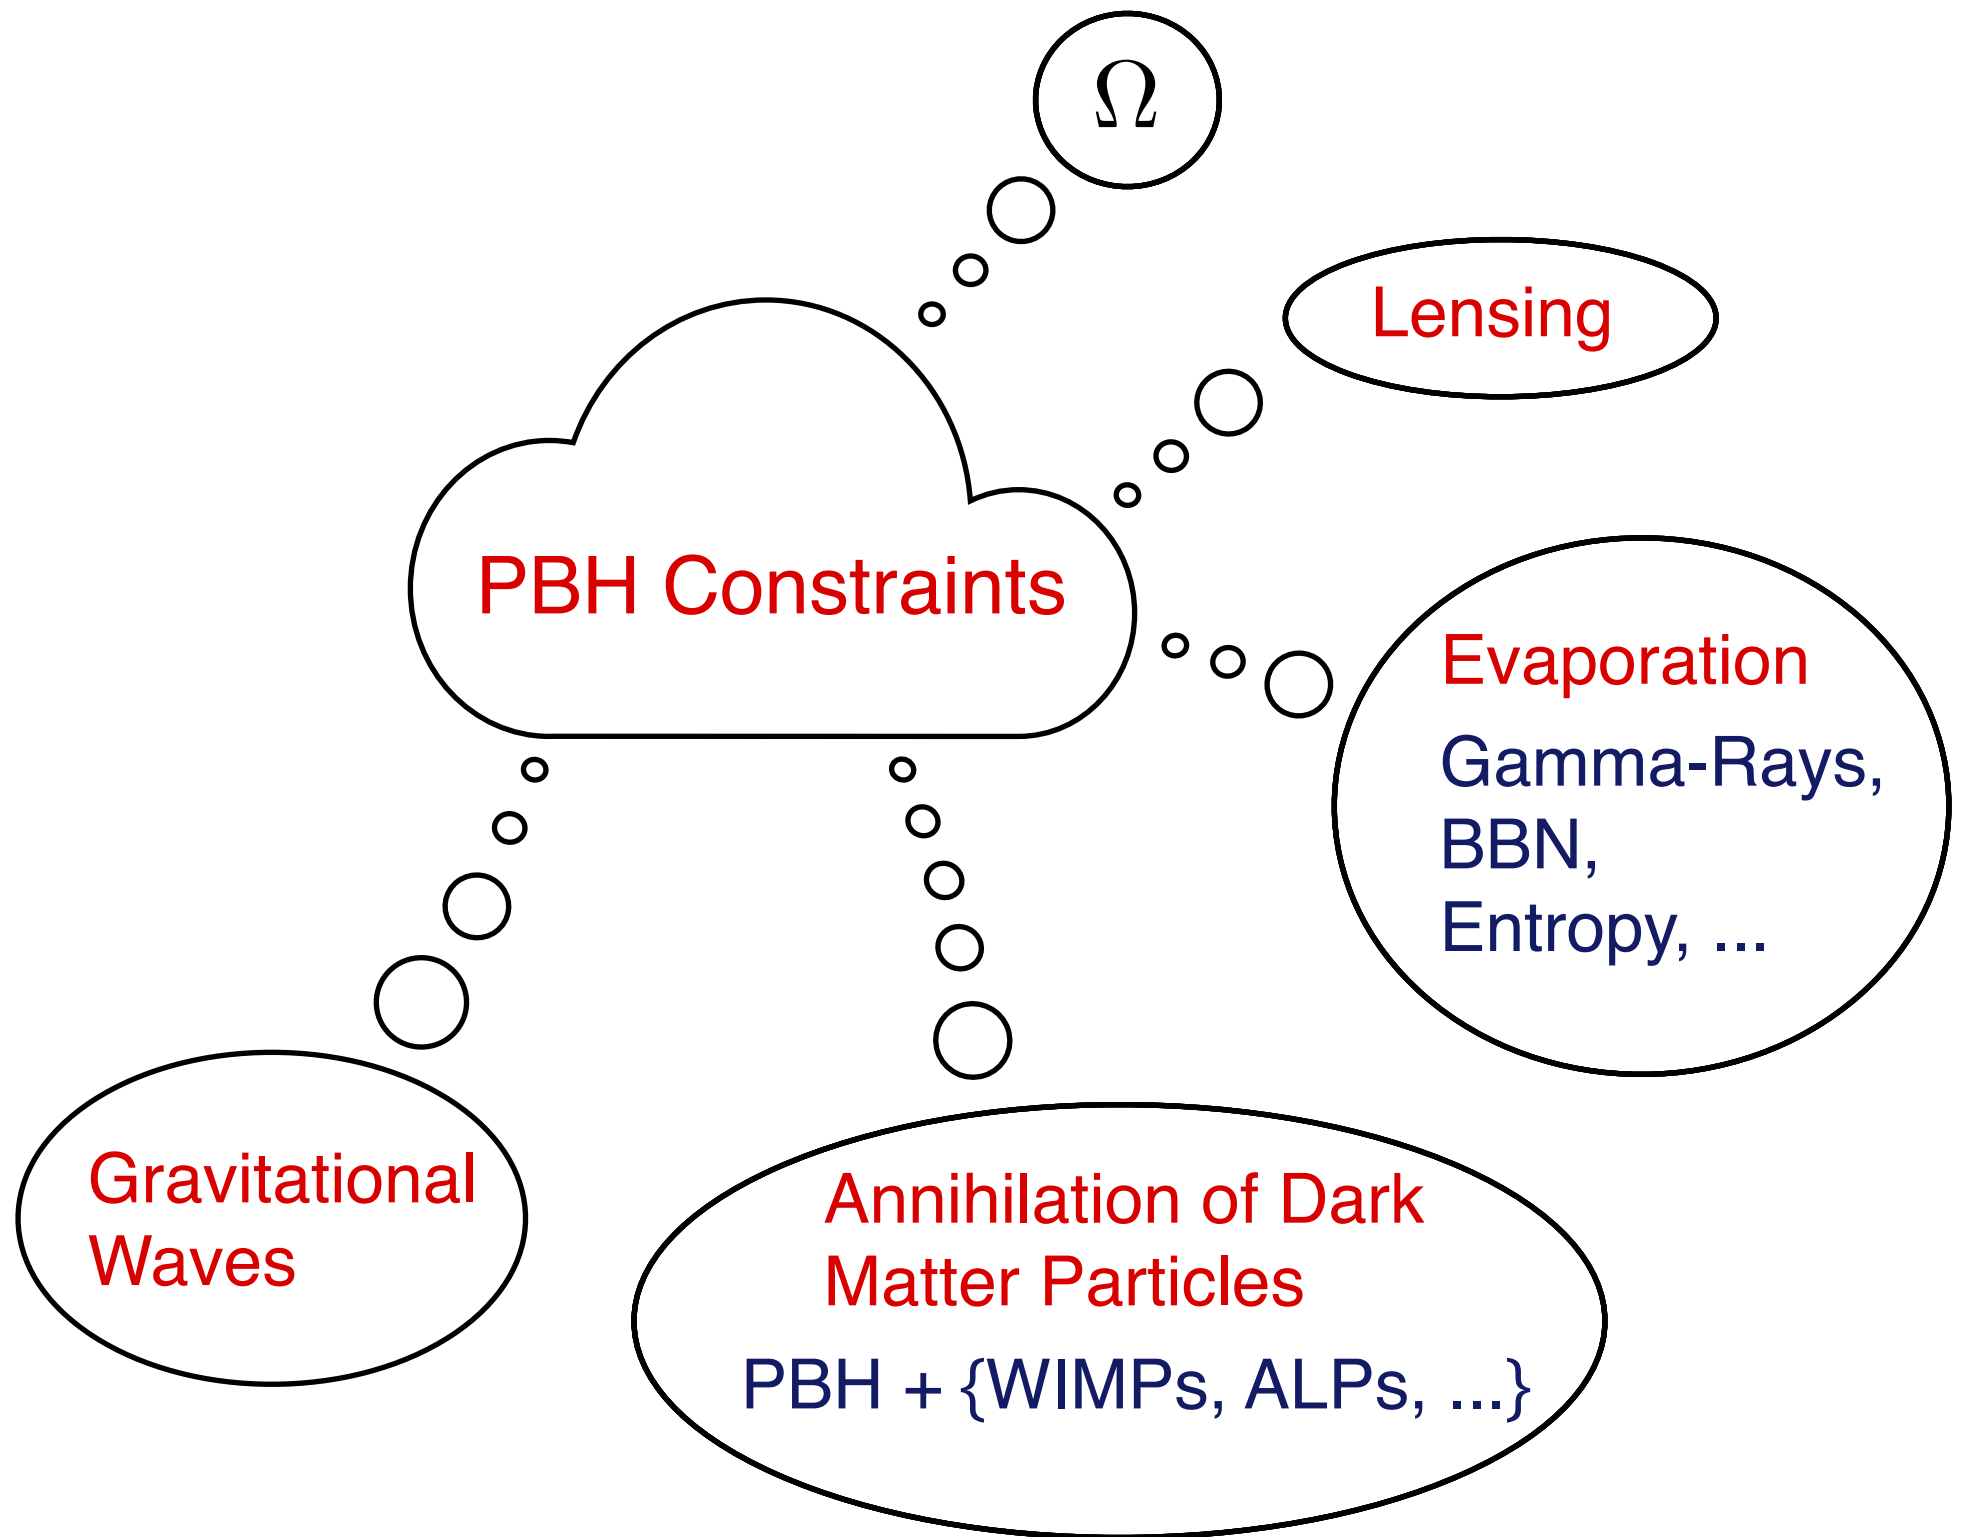 Ω
Lensing
PBH Constraints
Evaporation
Gamma-Rays,
BBN,
Entropy, ...
Gravitational
Waves
Annihilation of Dark
Matter Particles
PBH + {WIMPs, ALPs, ...}